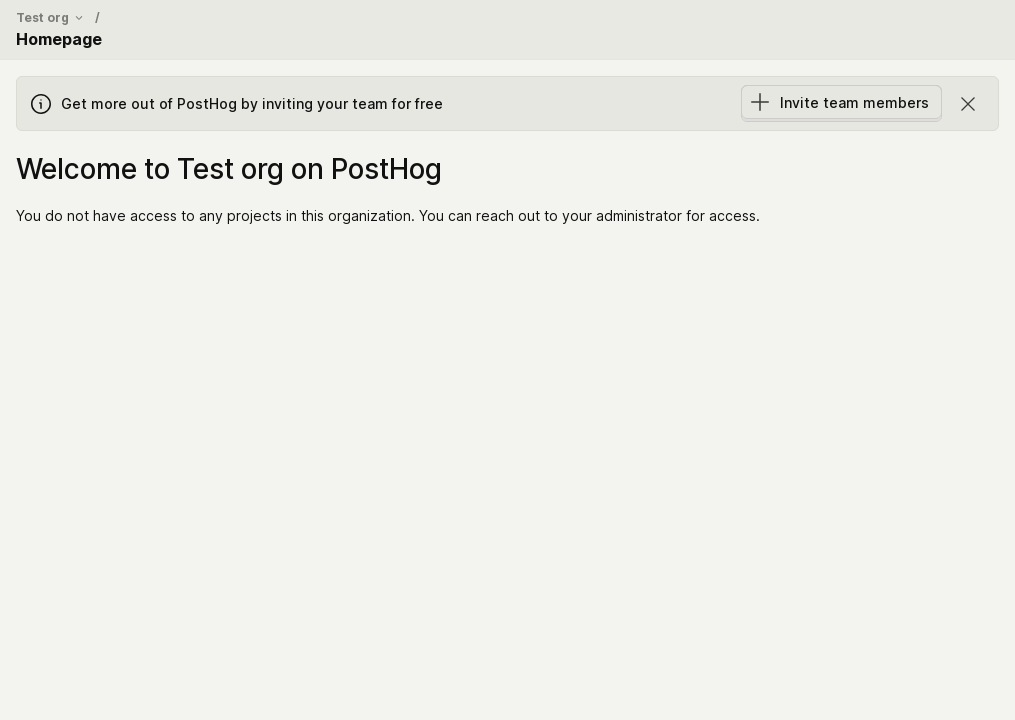 Test org /
Homepage
Get more out of PostHog by inviting your team for free
Invite team members
Welcome to Test org on PostHog
You do not have access to any projects in this organization. You can reach out to your administrator for access.